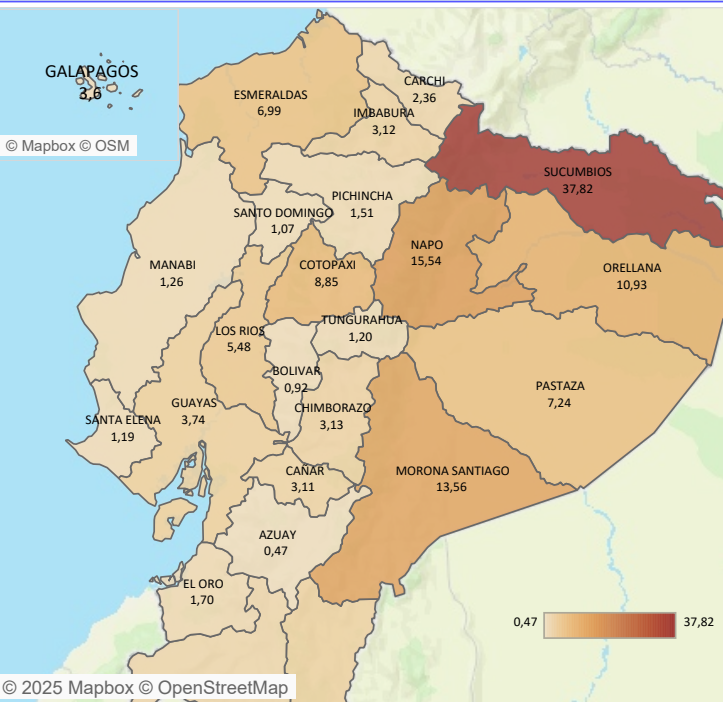 GALAPAGOS
3,6
© Mapbox © OSM
ESMERALDAS
6,99
CARCHI
2,36
IMBABURA
3,12
SUCUMBIOS
37,82
PICHINCHA
1,51
SANTO DOMINGO
1,07
NAPO
15,54
MANABI
1,26
COTOPAXI
8,85
ORELLANA
10,93
TUNGURAHUA
1,20
LOS RIOS
5,48
BOLIVAR
0,92
PASTAZA
7,24
GUAYAS
3,74
CHIMBORAZO
3,13
SANTA ELENA
1,19
CAÑAR
3,11
MORONA SANTIAGO
13,56
AZUAY
0,47
EL ORO
1,70
0,47
37,82
© 2025 Mapbox © OpenStreetMap